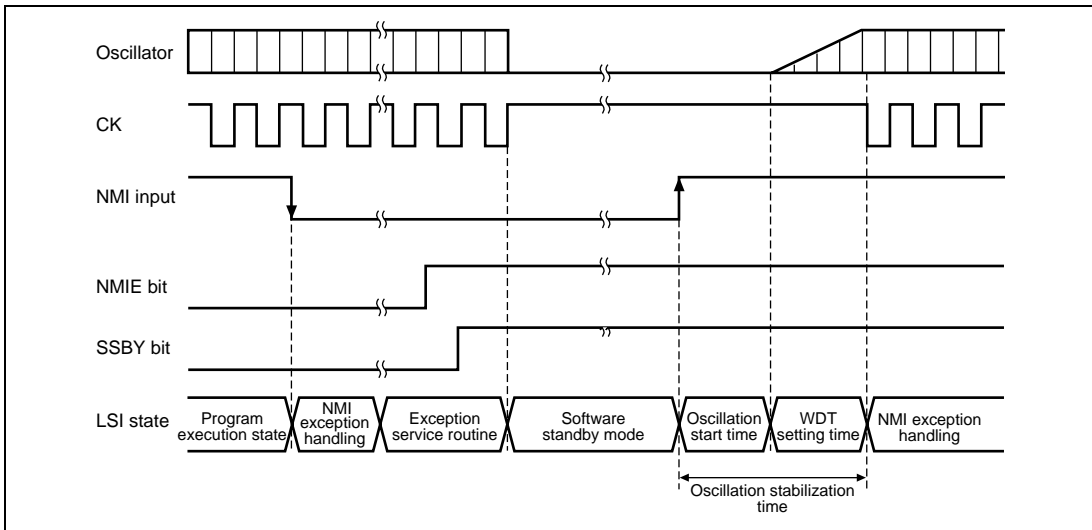 Oscillator
CK
NMI input
NMIE bit
SSBY bit
LSI state
Program
execution state
NMI
exception
handling
Exception
service routine
Software
standby mode
Oscillation
start time
WDT
setting time
NMI exception
handling
Oscillation stabilization
time